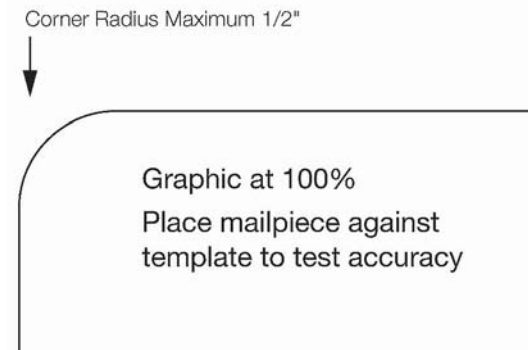 Corner Radius Maximum 1/2"
Graphic at 100%
Place mailpiece against
template to test accuracy